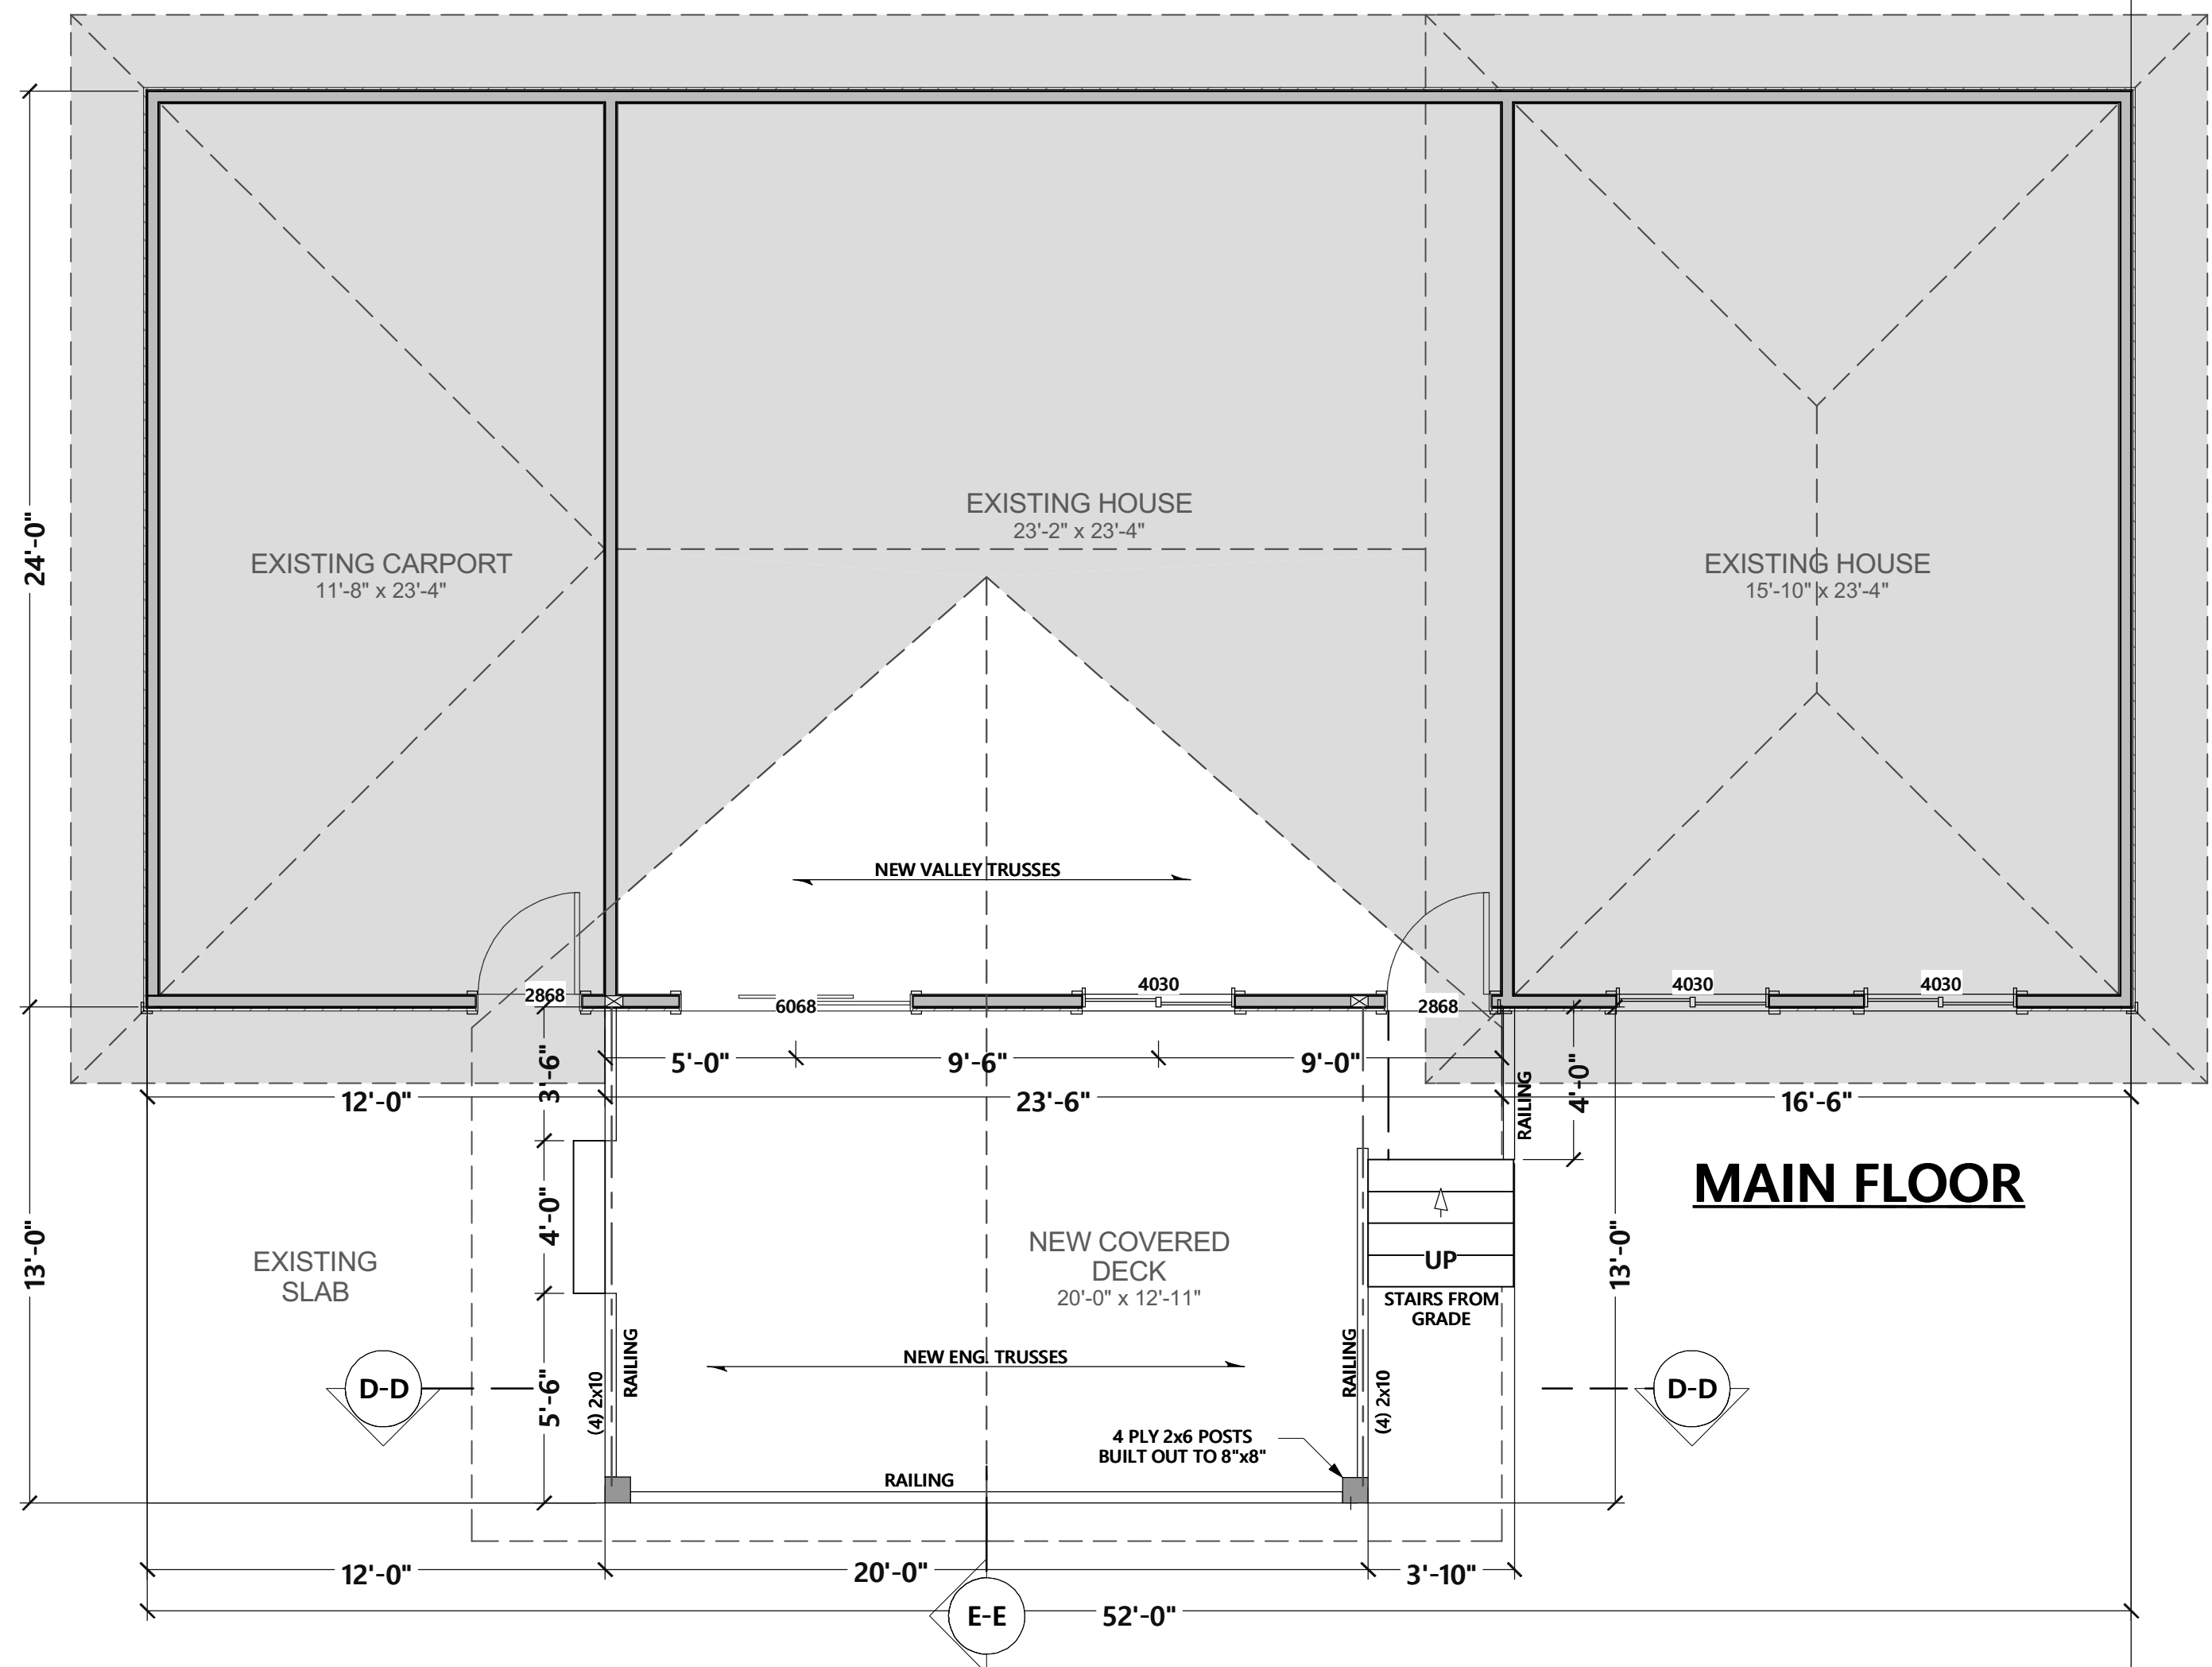 24'-0"
EXISTING HOUSE
23'-2" x 23'-4"
EXISTING CARPORT
11'-8" x 23'-4"
EXISTING HOUSE
15'-10" x 23'-4"
NEW VALLEY TRUSSES
2868
6068
4030
2868
4030
4030
3'-6"
5'-0"
9'-6"
9'-0"
4'-0"
12'-0"
23'-6"
RAILING
16'-6"
MAIN FLOOR
13'-0"
EXISTING
SLAB
4'-0"
NEW COVERED
DECK
20'-0" x 12'-11"
UP
STAIRS FROM
GRADE
13'-0"
D-D
5'-6"
(4) 2x10
RAILING
NEW ENG. TRUSSES
RAILING
(4) 2x10
D-D
4 PLY 2x6 POSTS
BUILT OUT TO 8"x8"
RAILING
12'-0"
20'-0"
3'-10"
E-E
52'-0"